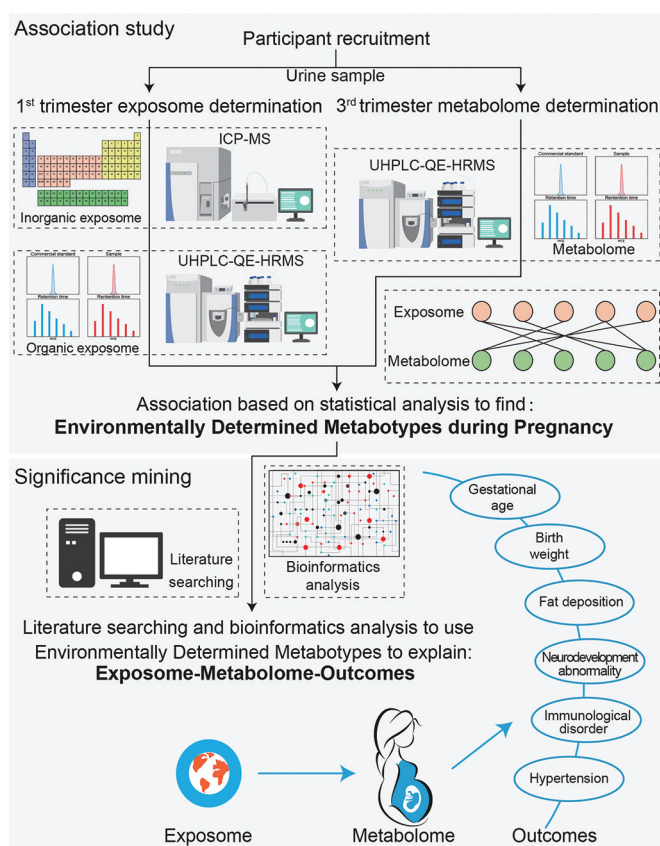 Association study
Participant recruitment
Urine sample
1st trimester exposome determination
3rd trimester metabolome determination
ICP-MS
Inorganic exposome
UHPLC-QE-HRMS
Commercial standard
Sample
Retention time
Rentention time
m/z
m/z
Metabolome
UHPLC-QE-HRMS
Commercial standard
Sample
Retention time
Rentention time
m/z
m/z
Organic exposome
Exposome
Metabolome
Association based on statistical analysis to find:
Environmentally Determined Metabotypes during Pregnancy
Significance mining
Literature
searching
Bioinformatics
analysis
Literature searching and bioinformatics analysis to use
Environmentally Determined Metabotypes to explain:
Exposome-Metabolome-Outcomes
Gestational
age
Birth
weight
Fat deposition
Neurodevelopment
abnormality
Immunological
disorder
Hypertension
Exposome
Metabolome
Outcomes